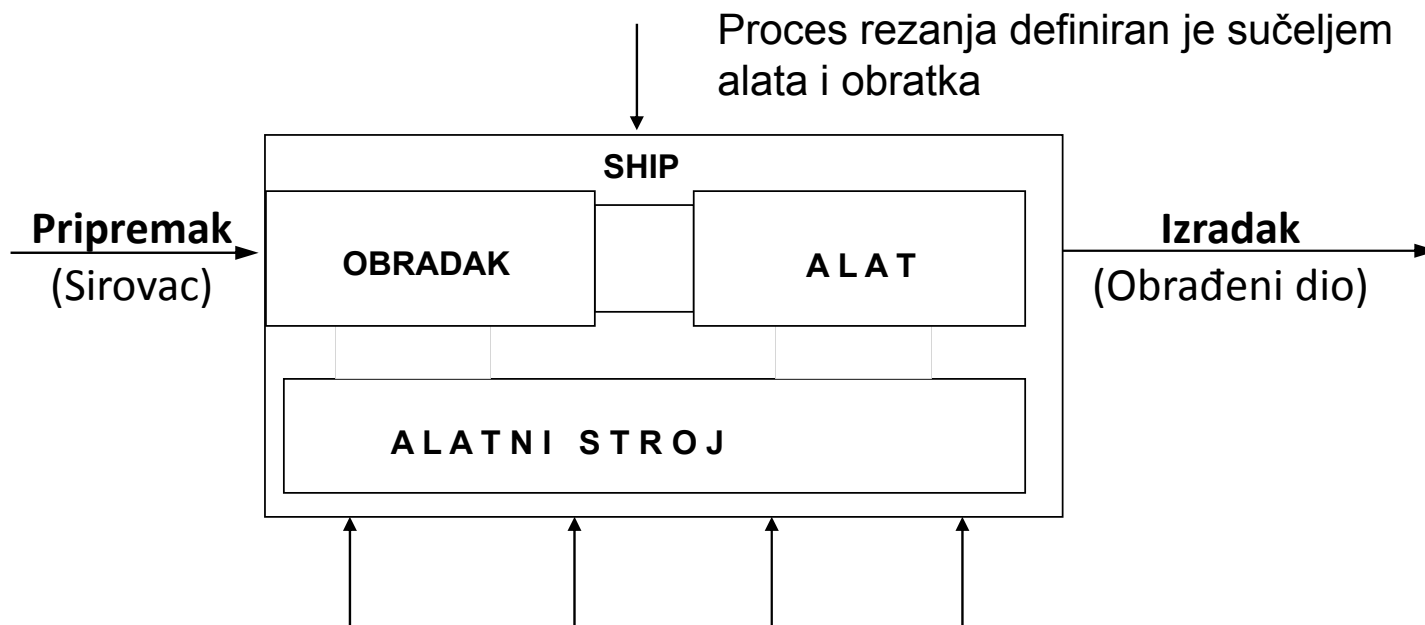 Proces rezanja definiran je sučeljem
alata i obratka
SHIP
Pripremak
(Sirovac)
OBRADAK
A L A T
Izradak
(Obrađeni dio)
A L A T N I   S T R O J